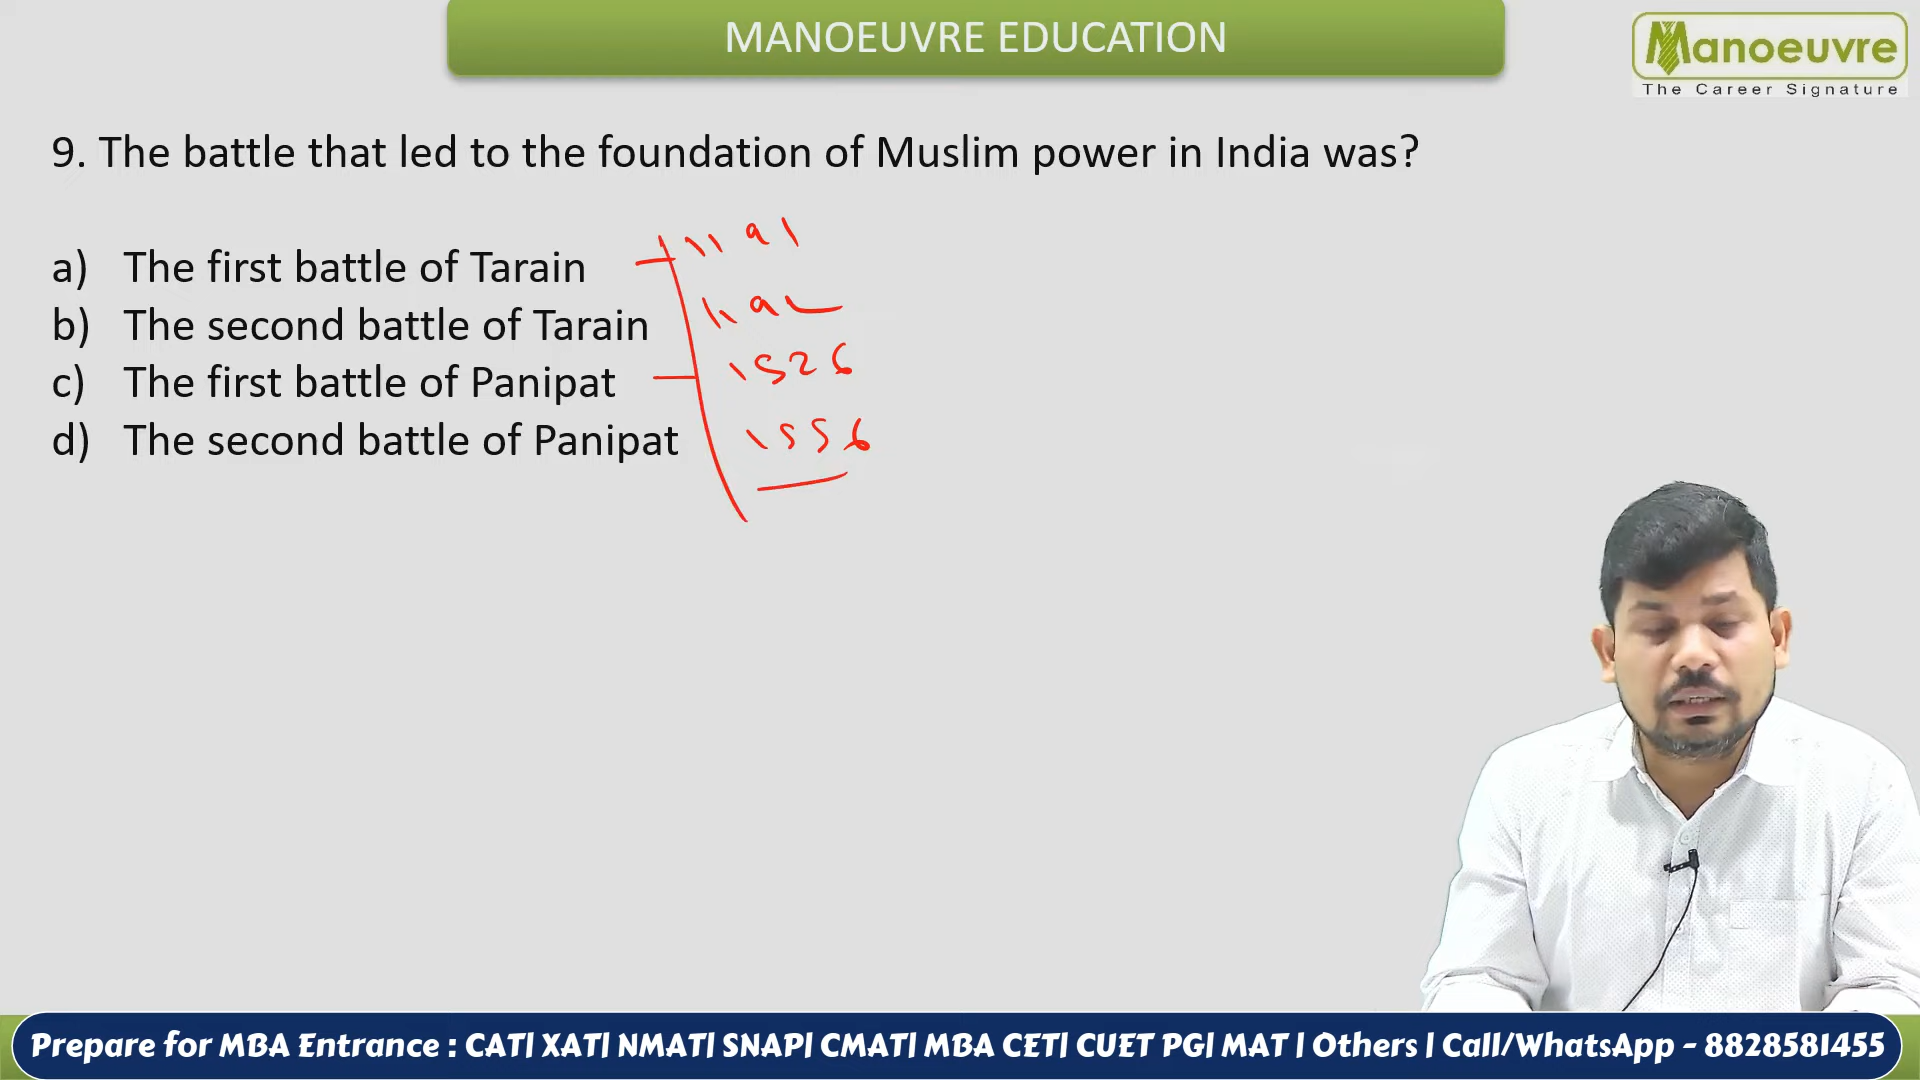 MANOEUVRE EDUCATION
Manoeuvre
The Career Signature
9. The battle that led to the foundation of Muslim power in India was?
a) The first battle of Tarain
1191
b) The second battle of Tarain
1192
c) The first battle of Panipat
1526
d) The second battle of Panipat
1556
Prepare for MBA Entrance : CAT| XAT| NMAT| SNAP| CMAT| MBA CET| CUET PG| MAT | Others | Call/WhatsApp - 8828581455